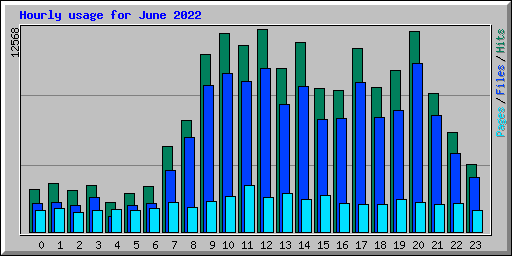 Hourly usage for June 2022
12568
Pages/Files/Hits
0 1 2 3 4 5 6 7 8 9 10 11 12 13 14 15 16 17 18 19 20 21 22 23